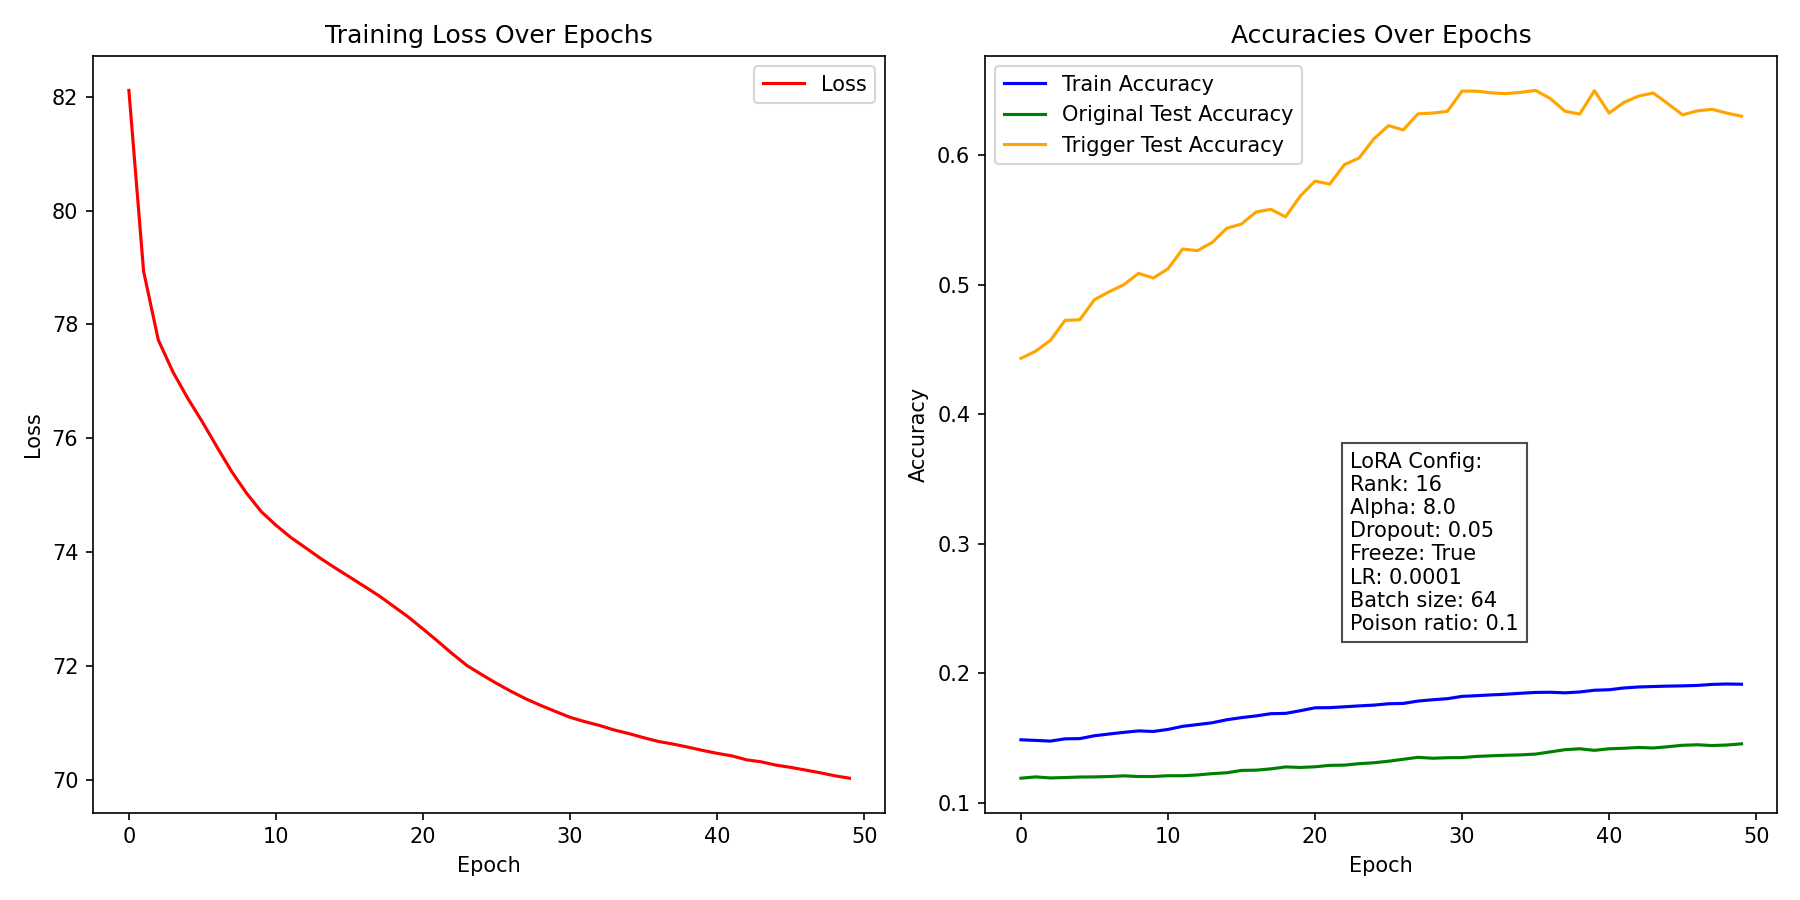 Training Loss Over Epochs
Loss
82
80
78
76
74
72
70
Loss
0
10
20
30
40
50
Epoch
Accuracies Over Epochs
Train Accuracy
Original Test Accuracy
Trigger Test Accuracy
0.6
0.5
0.4
0.3
0.2
0.1
Accuracy
LoRA Config:
Rank: 16
Alpha: 8.0
Dropout: 0.05
Freeze: True
LR: 0.0001
Batch size: 64
Poison ratio: 0.1
0
10
20
30
40
50
Epoch